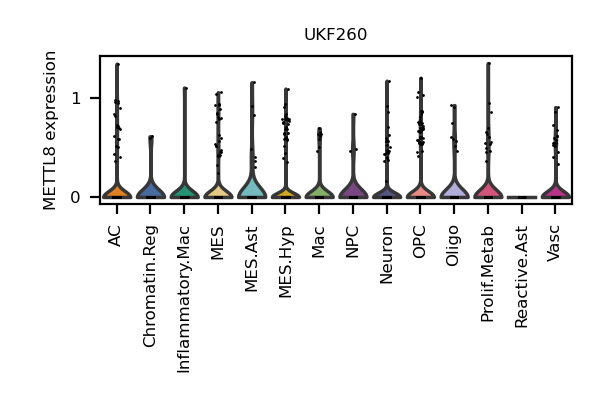 UKF260
METTL8 expression
1
0
AC
Chromatin.Reg
Inflammatory.Mac
MES
MES.Ast
MES.Hyp
Mac
NPC
Neuron
OPC
Oligo
Prolif.Metab
Reactive.Ast
Vasc